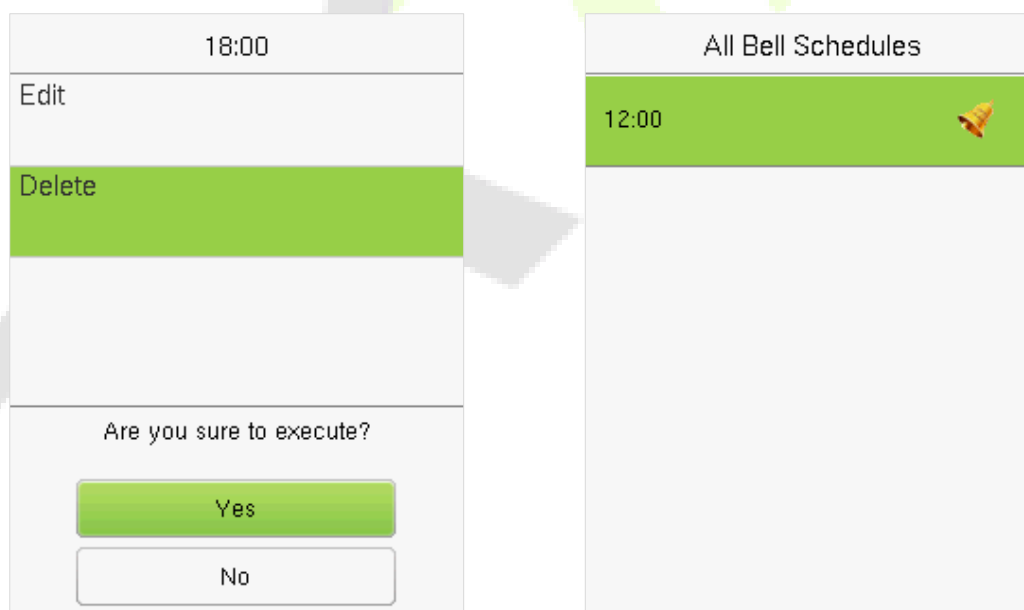 18:00
Edit
Delete
Are you sure to execute?
Yes
No
All Bell Schedules
12:00